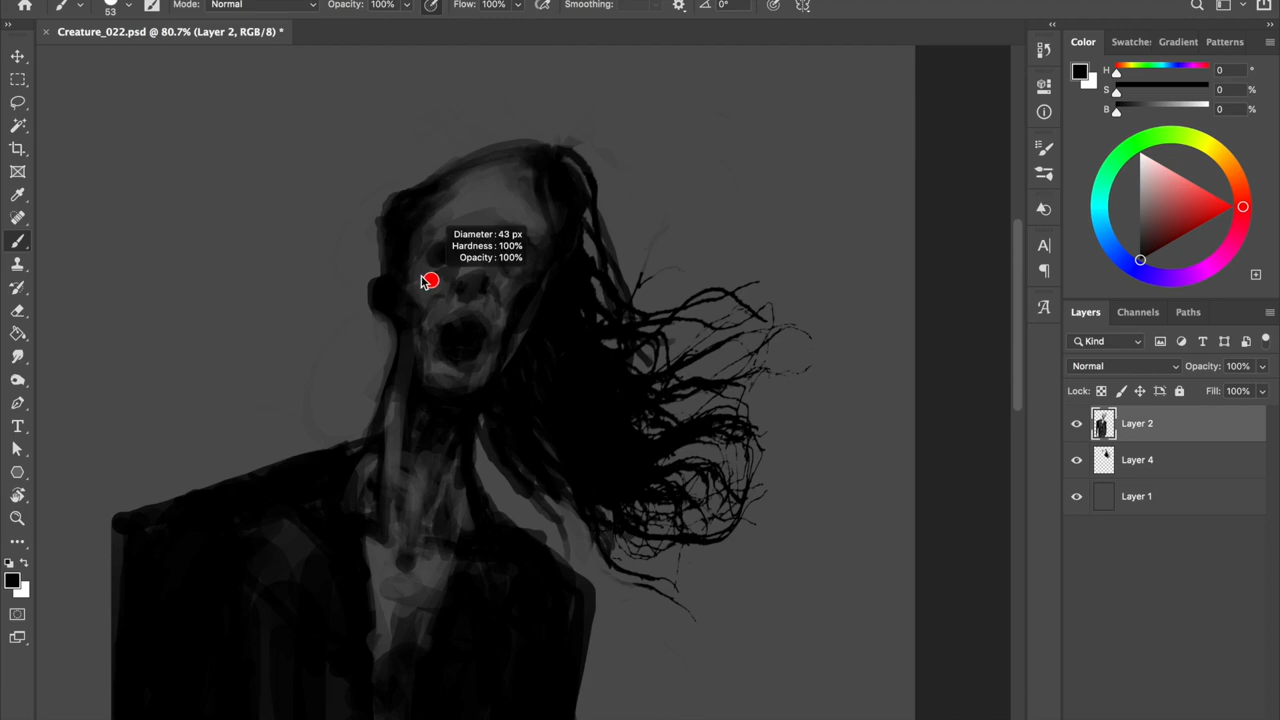 53
Mode: Normal
Opacity: 100%
Flow: 100%
Smoothing:
0°
Creature_022.psd @ 80.7% (Layer 2, RGB/8) *
Color
Swatches
Gradient
Patterns
H
0
°
S
0
%
B
0
%
Diameter: 43 px
Hardness: 100%
Opacity: 100%
Layers
Channels
Paths
Kind
Normal
Opacity: 100%
Lock:
Fill: 100%
Layer 2
Layer 4
Layer 1